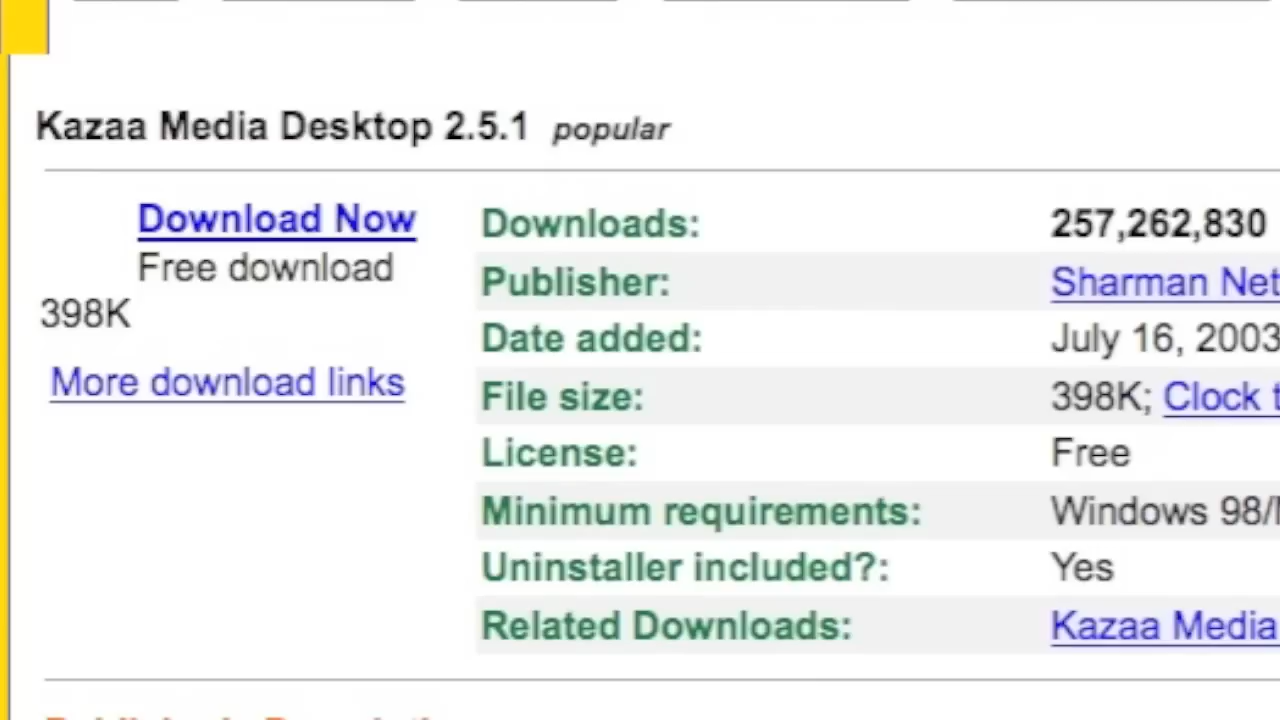 Kazaa Media Desktop 2.5.1 popular
Download Now
Free download
398K
More download links
Downloads: 257,262,830
Publisher: Sharman Net
Date added: July 16, 2003
File size: 398K; Clock t
License: Free
Minimum requirements: Windows 98/
Uninstaller included?: Yes
Related Downloads: Kazaa Media